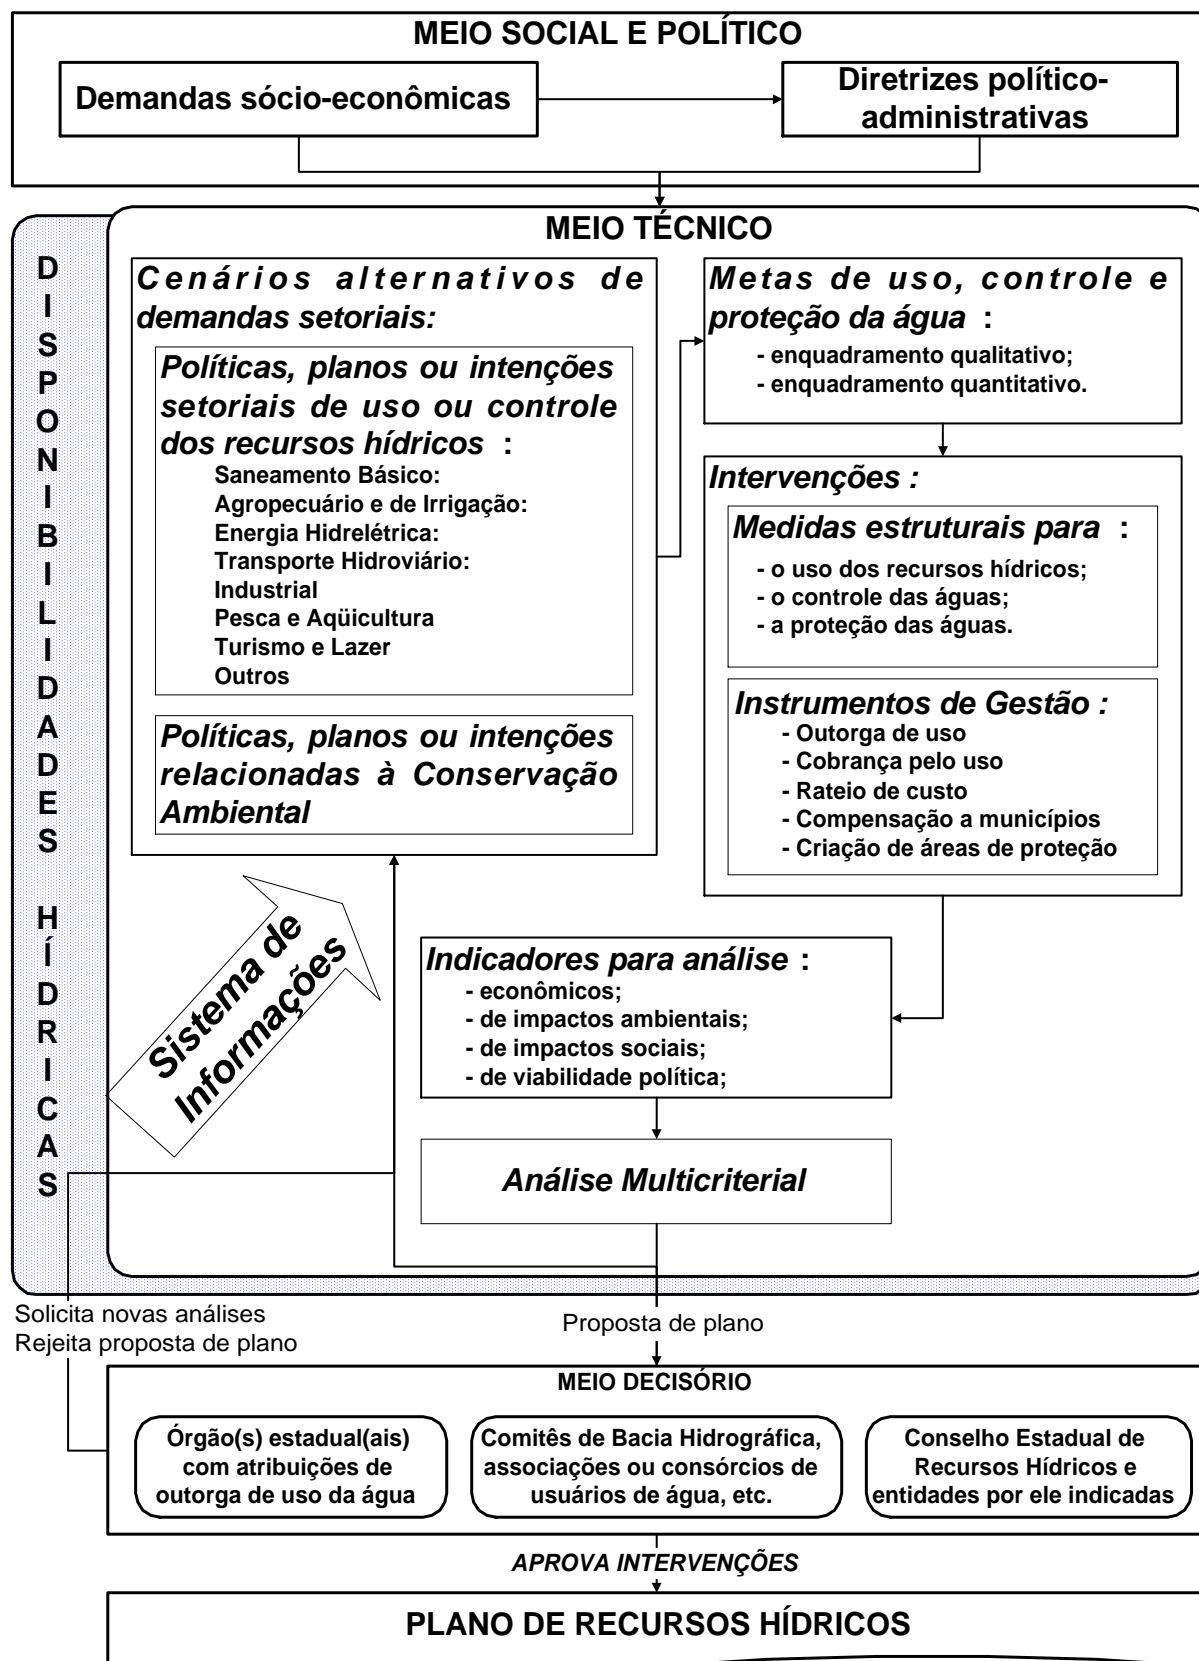 MEIO SOCIAL E POLÍTICO
Demandas sócio-econômicas
Diretrizes político-
administrativas
DISPONIBILIDADES HÍDRICAS
MEIO TÉCNICO
Cenários alternativos de
demandas setoriais:
Políticas, planos ou intenções
setoriais de uso ou controle
dos recursos hídricos :
Saneamento Básico:
Agropecuário e de Irrigação:
Energia Hidrelétrica:
Transporte Hidroviário:
Industrial
Pesca e Aqüicultura
Turismo e Lazer
Outros
Políticas, planos ou intenções
relacionadas à Conservação
Ambiental
Metas de uso, controle e
proteção da água :
- enquadramento qualitativo;
- enquadramento quantitativo.
Intervenções :
Medidas estruturais para :
- o uso dos recursos hídricos;
- o controle das águas;
- a proteção das águas.
Instrumentos de Gestão :
- Outorga de uso
- Cobrança pelo uso
- Rateio de custo
- Compensação a municípios
- Criação de áreas de proteção
Sistema de
Informações
Indicadores para análise :
- econômicos;
- de impactos ambientais;
- de impactos sociais;
- de viabilidade política;
Análise Multicriterial
Solicita novas análises
Rejeita proposta de plano
Proposta de plano
MEIO DECISÓRIO
Órgão(s) estadual(ais)
com atribuições de
outorga de uso da água
Comitês de Bacia Hidrográfica,
associações ou consórcios de
usuários de água, etc.
Conselho Estadual de
Recursos Hídricos e
entidades por ele indicadas
APROVA INTERVENÇÕES
PLANO DE RECURSOS HÍDRICOS